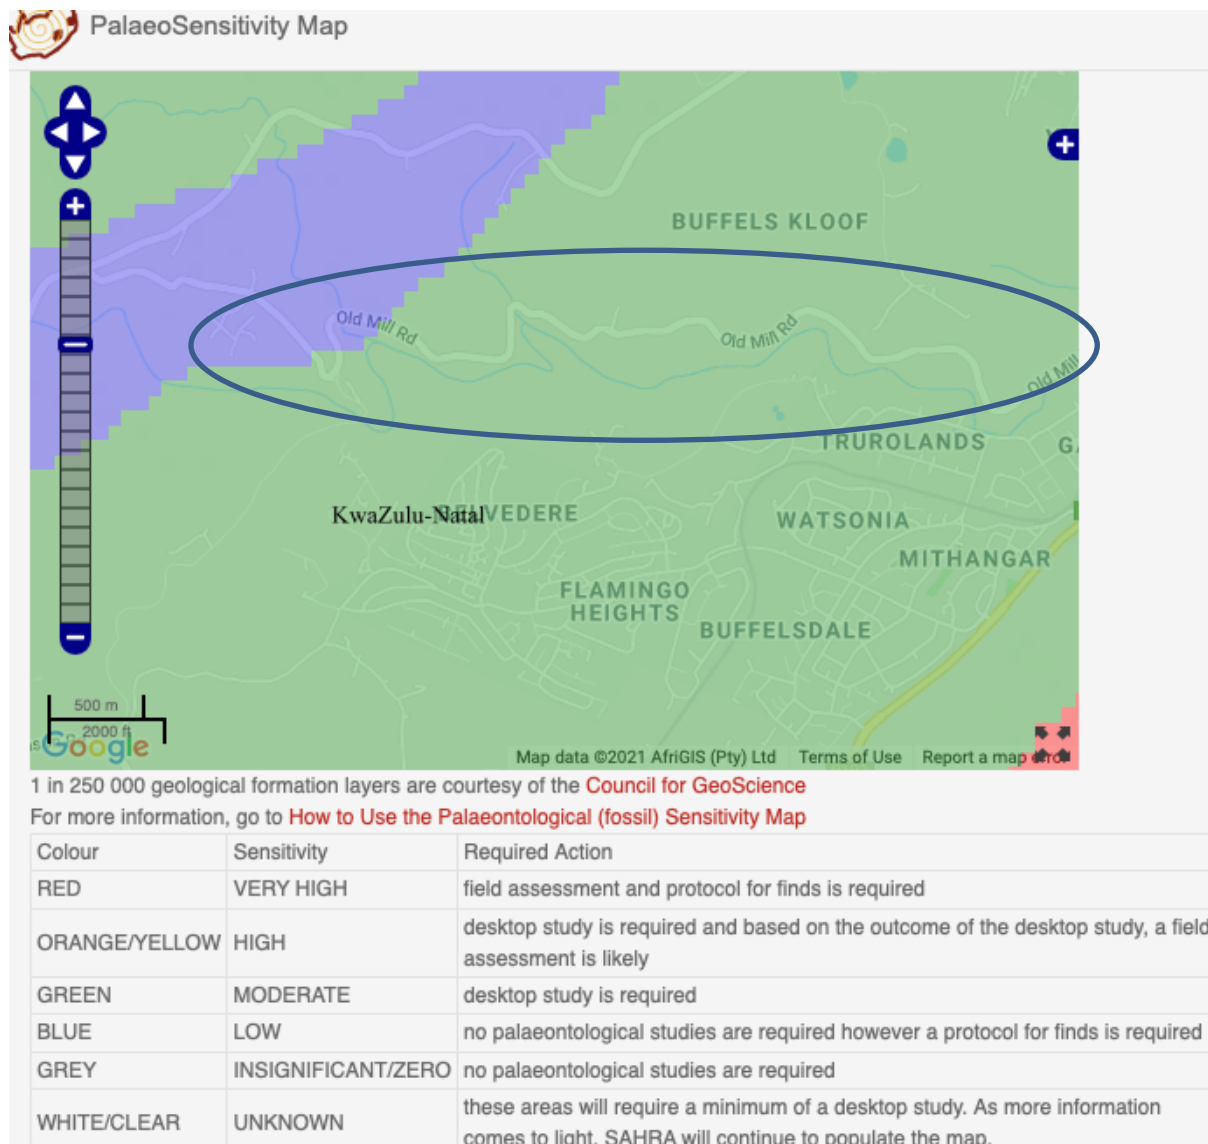 PalaeoSensitivity Map
BUFFELS KLOOF
Old Mill Rd
Old Mill Rd
Old Mill
TRUROLANDS
KwaZulu-Natal
WATSONIA
MITHANGAR
FLAMINGO
HEIGHTS
BUFFELSDALE
500 m
2000 ft
Google
Map data ©2021 AfriGIS (Pty) Ltd Terms of Use Report a map error
1 in 250 000 geological formation layers are courtesy of the Council for GeoScience
For more information, go to How to Use the Palaeontological (fossil) Sensitivity Map
Colour Sensitivity Required Action
RED VERY HIGH field assessment and protocol for finds is required
ORANGE/YELLOW HIGH desktop study is required and based on the outcome of the desktop study, a field
assessment is likely
GREEN MODERATE desktop study is required
BLUE LOW no palaeontological studies are required however a protocol for finds is required
GREY INSIGNIFICANT/ZERO no palaeontological studies are required
WHITE/CLEAR UNKNOWN these areas will require a minimum of a desktop study. As more information
comes to light, SAHRA will continue to populate the map.